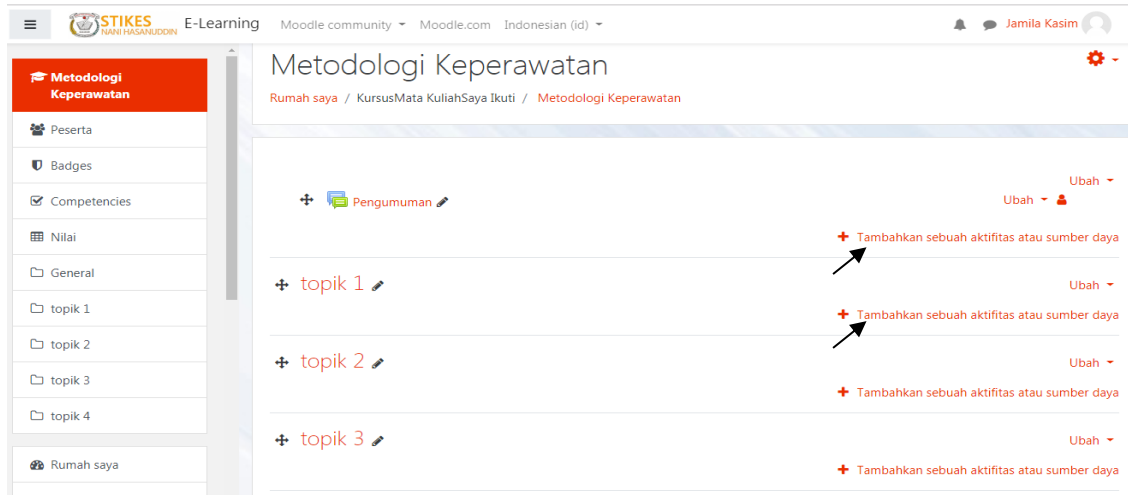 STIKES
NANI HASANUDDIN
E-Learning Moodle community Moodle.com Indonesian (id) Jamila Kasim
Metodologi
Keperawatan
Peserta
Badges
Competencies
Nilai
General
topik 1
topik 2
topik 3
topik 4
Rumah saya
Metodologi Keperawatan
Rumah saya / KursusMata KuliahSaya Ikuti / Metodologi Keperawatan
Ubah
Pengumuman Ubah
Tambahkan sebuah aktifitas atau sumber daya
topik 1 Ubah
Tambahkan sebuah aktifitas atau sumber daya
topik 2 Ubah
Tambahkan sebuah aktifitas atau sumber daya
topik 3 Ubah
Tambahkan sebuah aktifitas atau sumber daya